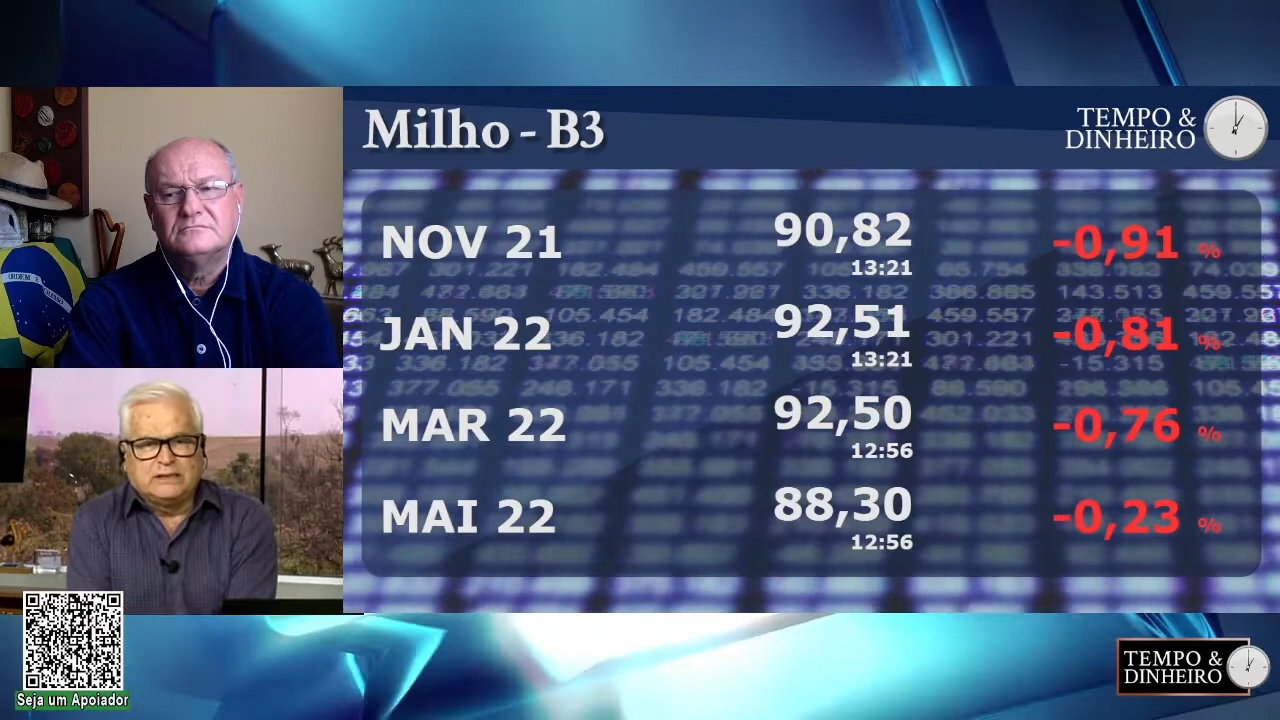 Milho - B3
TEMPO &
DINHEIRO
NOV 21
90,82
13:21
-0,91 %
JAN 22
92,51
13:21
-0,81 %
MAR 22
92,50
12:56
-0,76 %
MAI 22
88,30
12:56
-0,23 %
ORDEM E
Seja um Apoiador
TEMPO &
DINHEIRO